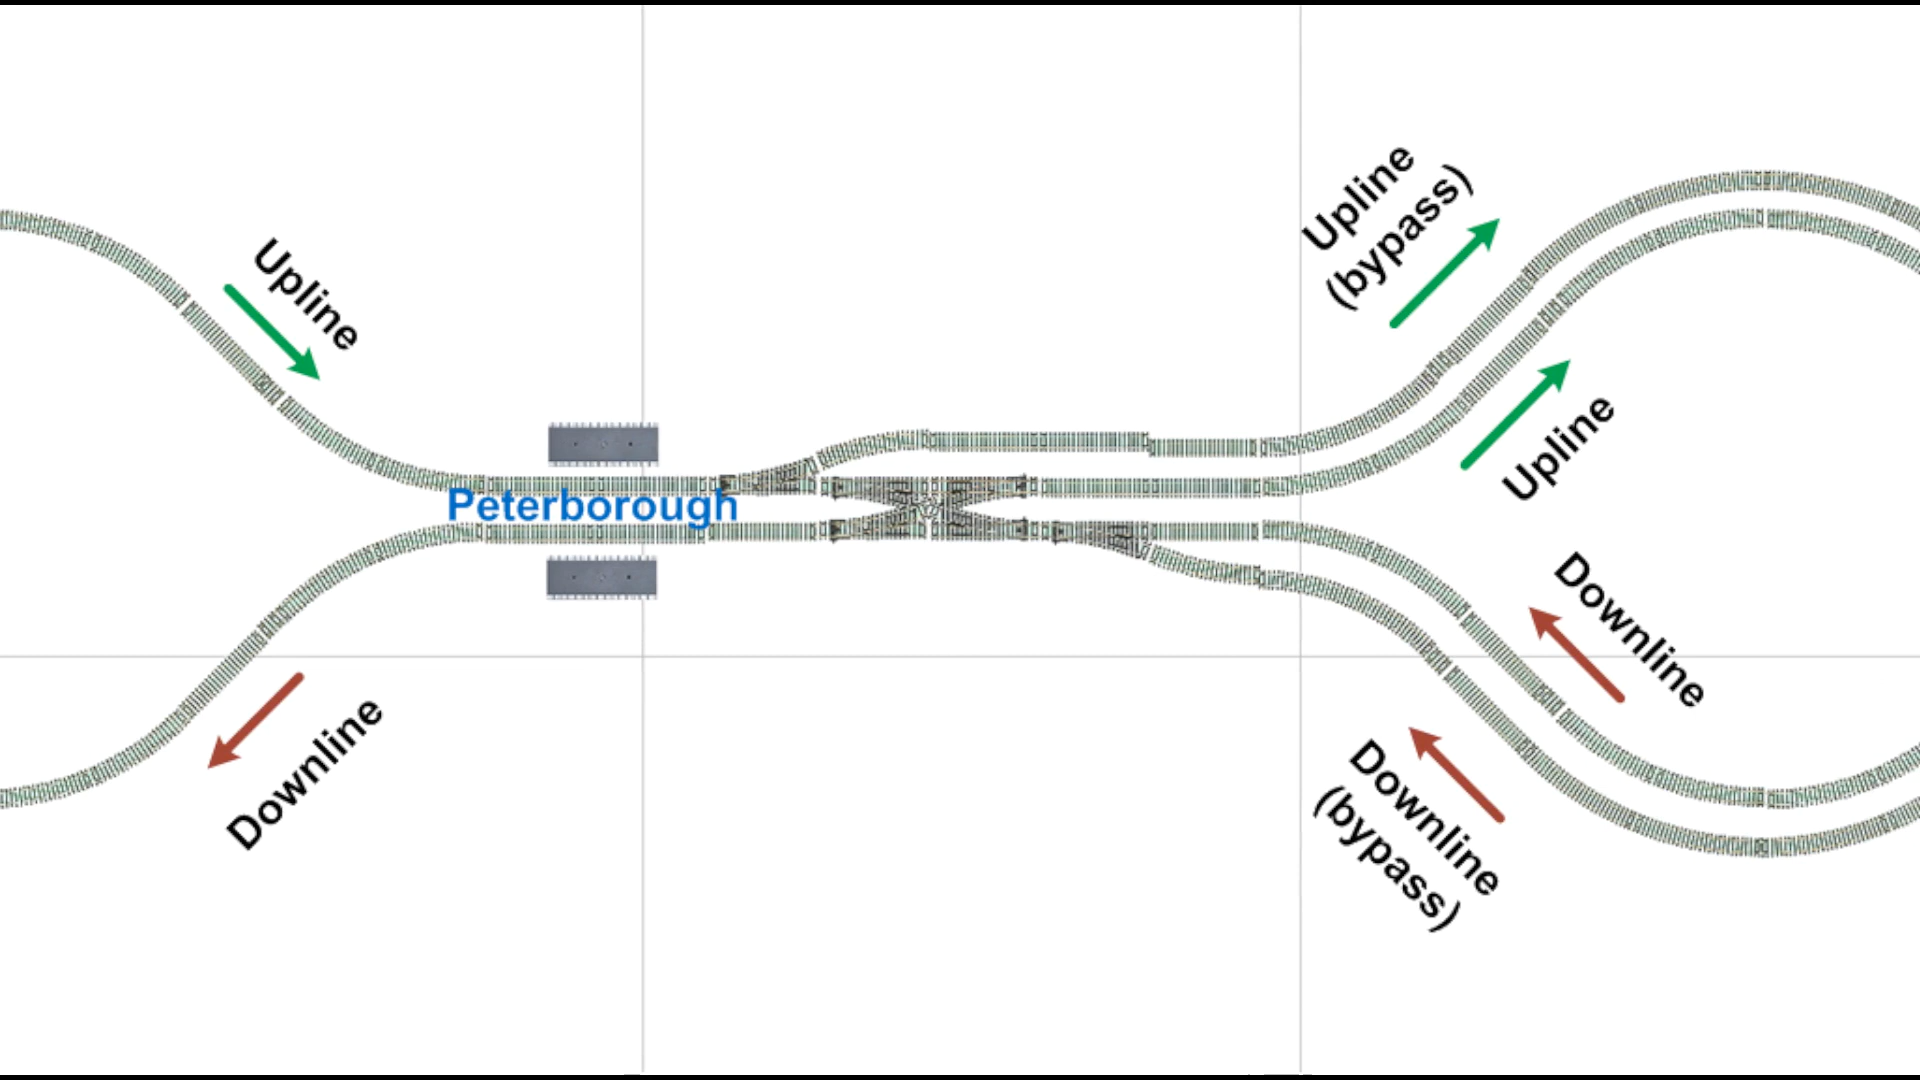 Upline
Upline
(bypass)
Upline
Peterborough
Downline
Downline
(bypass)
Downline